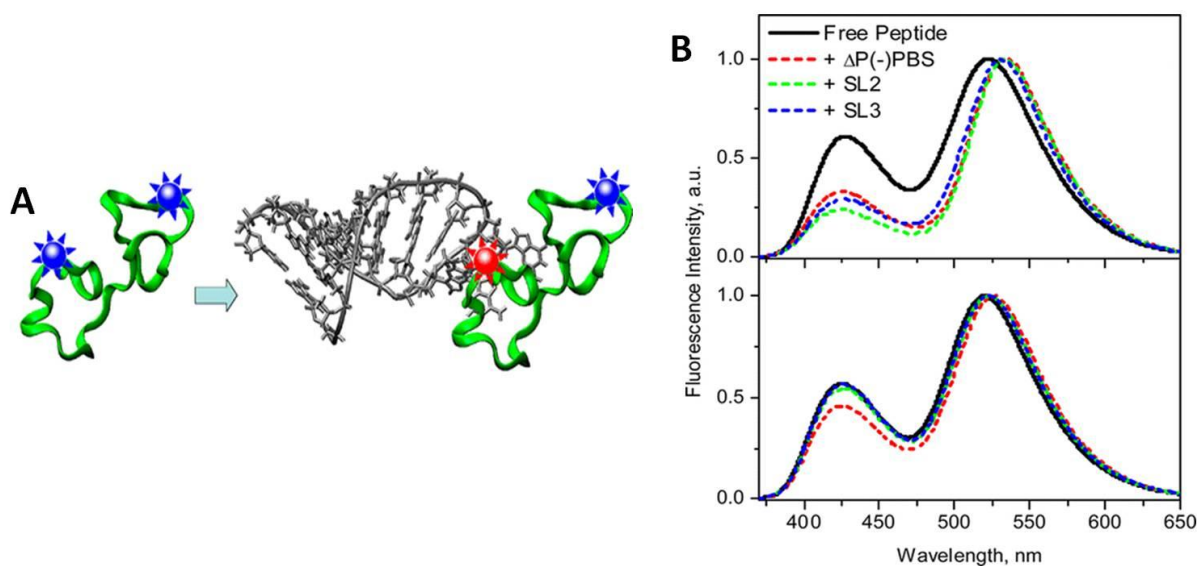 A
B
Free Peptide
+ ΔP(-)PBS
+ SL2
+ SL3
1.0
0.5
0.0
1.0
0.5
0.0
Fluorescence Intensity, a.u.
400 450 500 550 600 650
Wavelength, nm